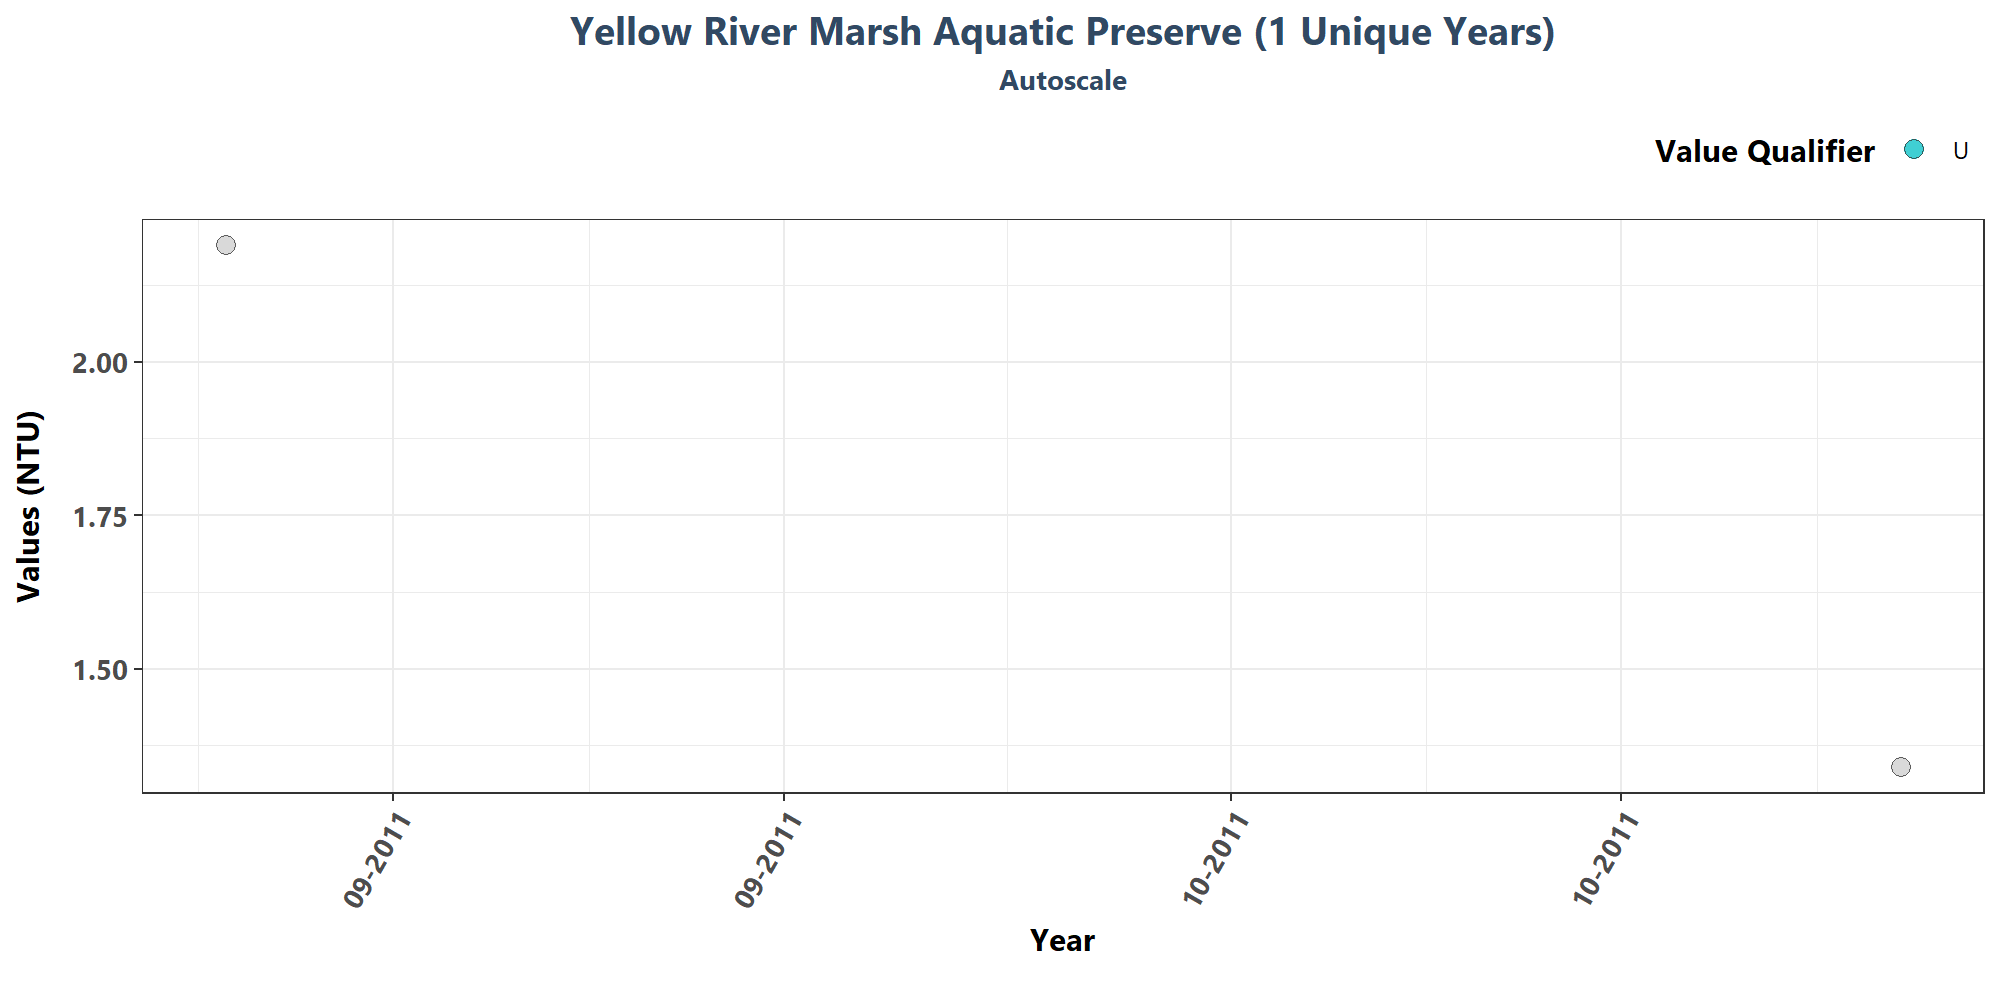 Yellow River Marsh Aquatic Preserve (1 Unique Years)
Autoscale
Value Qualifier U
2.00
1.75
1.50
Values (NTU)
09-2011
09-2011
10-2011
10-2011
Year